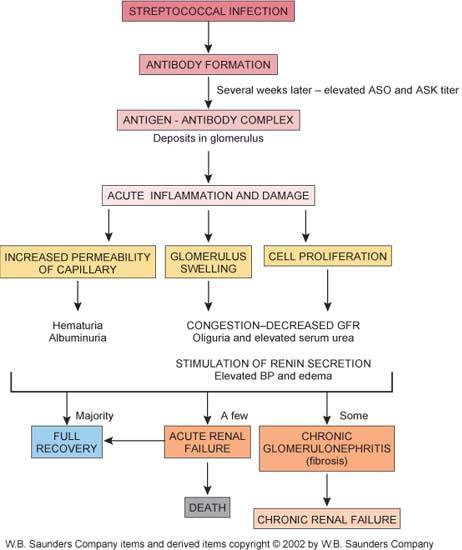 STREPTOCOCCAL INFECTION
ANTIBODY FORMATION
Several weeks later – elevated ASO and ASK titer
ANTIGEN - ANTIBODY COMPLEX
Deposits in glomerulus
ACUTE INFLAMMATION AND DAMAGE
INCREASED PERMEABILITY
OF CAPILLARY
GLOMERULUS
SWELLING
CELL PROLIFERATION
Hematuria
Albuminuria
CONGESTION–DECREASED GFR
Oliguria and elevated serum urea
STIMULATION OF RENIN SECRETION
Elevated BP and edema
Majority
A few
Some
FULL
RECOVERY
ACUTE RENAL
FAILURE
CHRONIC
GLOMERULONEPHRITIS
(fibrosis)
DEATH
CHRONIC RENAL FAILURE
W.B. Saunders Company items and derived items copyright © 2002 by W.B. Saunders Company